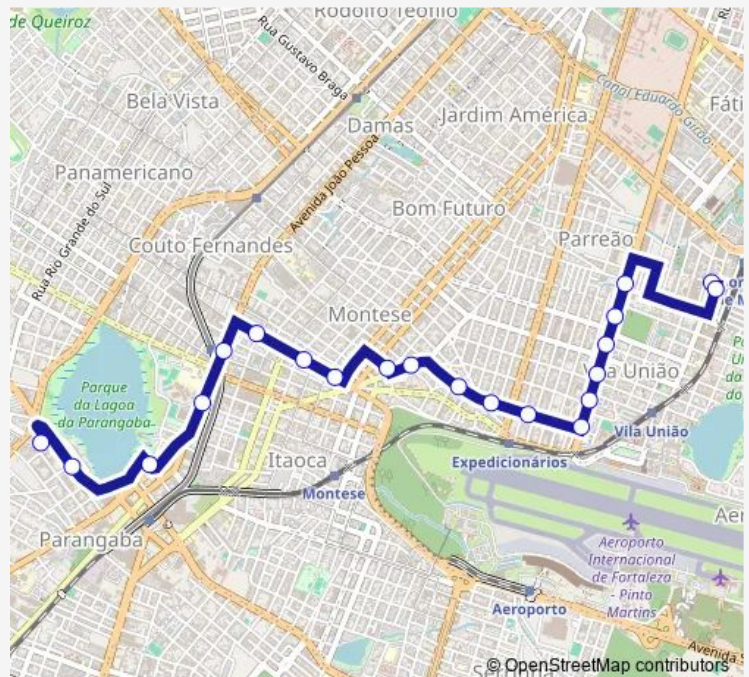 Rodolfo Teófilo
de Queiroz
Rua Gustavo Braga
Bela Vista
Damas
Jardim América
Canal Eduardo Girão
Panamericano
Avenida João Pessoa
Bom Futuro
Rua Rio Grande do Sul
Couto Fernandes
Parreão
Montese
Parque
da Lagoa
da Parangaba
Vila União
Vila União
Itaoca
Expedicionários
Montese
Parangaba
Aeroporto
Internacional
de Fortaleza
- Pinto
Martins
Aeroporto
Avenida
© OpenStreetMap contributors